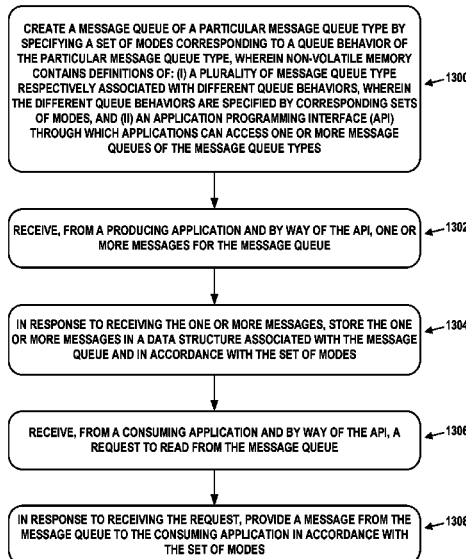 CREATE A MESSAGE QUEUE OF A PARTICULAR MESSAGE QUEUE TYPE BY
SPECIFYING A SET OF MODES CORRESPONDING TO A QUEUE BEHAVIOR OF
THE PARTICULAR MESSAGE QUEUE TYPE, WHEREIN NON-VOLATILE MEMORY
CONTAINS DEFINITIONS OF: (I) A PLURALITY OF MESSAGE QUEUE TYPE
RESPECTIVELY ASSOCIATED WITH DIFFERENT QUEUE BEHAVIORS, WHEREIN
THE DIFFERENT QUEUE BEHAVIORS ARE SPECIFIED BY CORRESPONDING SETS
OF MODES, AND (II) AN APPLICATION PROGRAMMING INTERFACE (API)
THROUGH WHICH APPLICATIONS CAN ACCESS ONE OR MORE MESSAGE
QUEUES OF THE MESSAGE QUEUE TYPES
1300
RECEIVE, FROM A PRODUCING APPLICATION AND BY WAY OF THE API, ONE OR
MORE MESSAGES FOR THE MESSAGE QUEUE
1302
IN RESPONSE TO RECEIVING THE ONE OR MORE MESSAGES, STORE THE ONE
OR MORE MESSAGES IN A DATA STRUCTURE ASSOCIATED WITH THE MESSAGE
QUEUE AND IN ACCORDANCE WITH THE SET OF MODES
1304
RECEIVE, FROM A CONSUMING APPLICATION AND BY WAY OF THE API, A
REQUEST TO READ FROM THE MESSAGE QUEUE
1306
IN RESPONSE TO RECEIVING THE REQUEST, PROVIDE A MESSAGE FROM THE
MESSAGE QUEUE TO THE CONSUMING APPLICATION IN ACCORDANCE WITH
THE SET OF MODES
1308